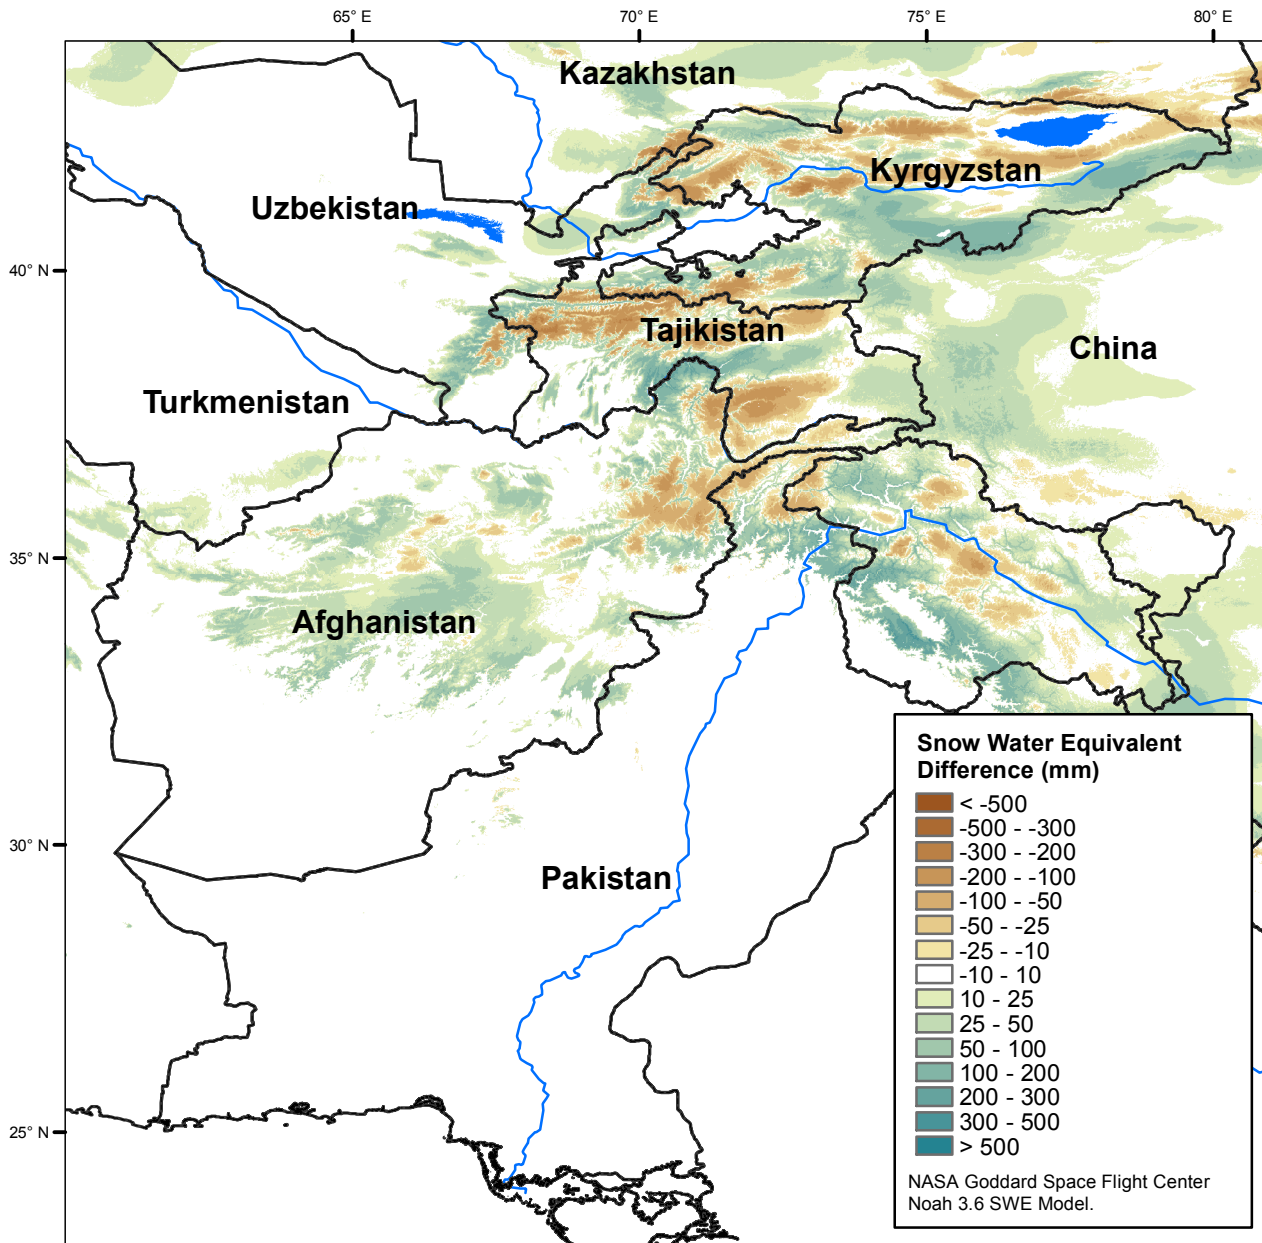 65° E
70° E
75° E
80° E
Kazakhstan
Kyrgyzstan
Uzbekistan
40° N
Tajikistan
China
Turkmenistan
35° N
Afghanistan
Snow Water Equivalent
Difference (mm)
< -500
-500 - -300
-300 - -200
-200 - -100
-100 - -50
-50 - -25
-25 - -10
-10 - 10
10 - 25
25 - 50
50 - 100
100 - 200
200 - 300
300 - 500
> 500
NASA Goddard Space Flight Center
Noah 3.6 SWE Model.
30° N
Pakistan
25° N